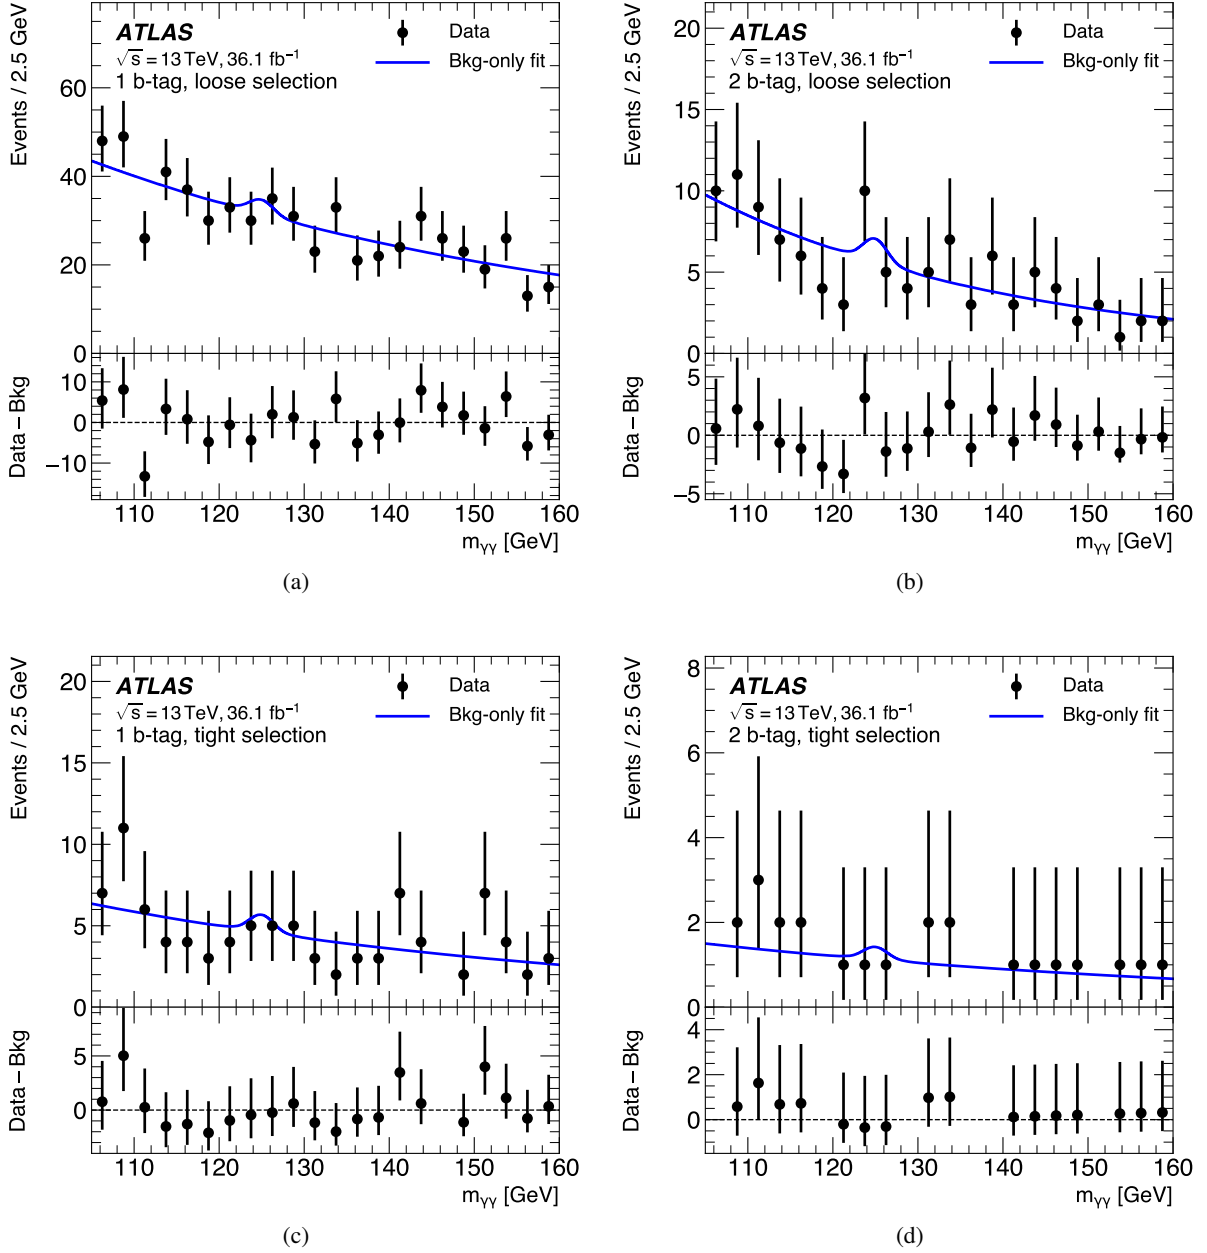 ATLAS
√s = 13 TeV, 36.1 fb⁻¹
1 b-tag, loose selection
Data
Bkg-only fit
Events / 2.5 GeV
60
40
20
0
Data − Bkg
10
0
−10
110 120 130 140 150 160
mγγ [GeV]
(a)
ATLAS
√s = 13 TeV, 36.1 fb⁻¹
2 b-tag, loose selection
Data
Bkg-only fit
Events / 2.5 GeV
20
15
10
5
0
Data − Bkg
5
0
−5
110 120 130 140 150 160
mγγ [GeV]
(b)
ATLAS
√s = 13 TeV, 36.1 fb⁻¹
1 b-tag, tight selection
Data
Bkg-only fit
Events / 2.5 GeV
20
15
10
5
0
Data − Bkg
5
0
110 120 130 140 150 160
mγγ [GeV]
(c)
ATLAS
√s = 13 TeV, 36.1 fb⁻¹
2 b-tag, tight selection
Data
Bkg-only fit
Events / 2.5 GeV
8
6
4
2
0
Data − Bkg
4
2
0
110 120 130 140 150 160
mγγ [GeV]
(d)